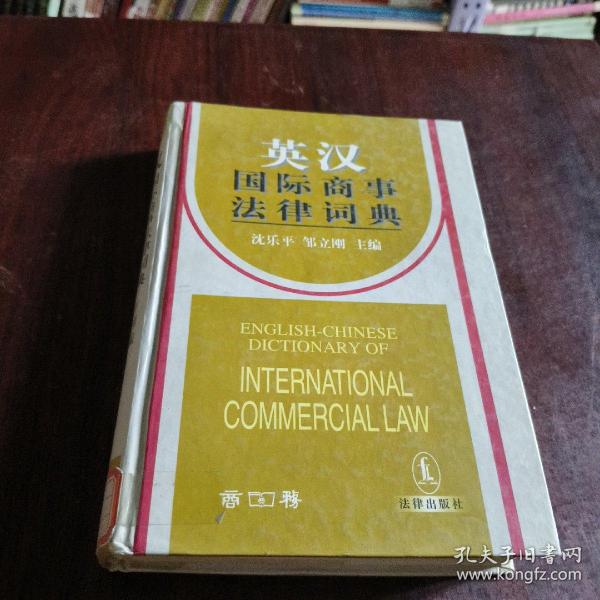 英汉
国际商事
法律词典
沈乐平 邹立刚 主编
ENGLISH-CHINESE
DICTIONARY OF
INTERNATIONAL
COMMERCIAL LAW
商务
法律出版社
孔夫子旧书网
www.kongfz.com